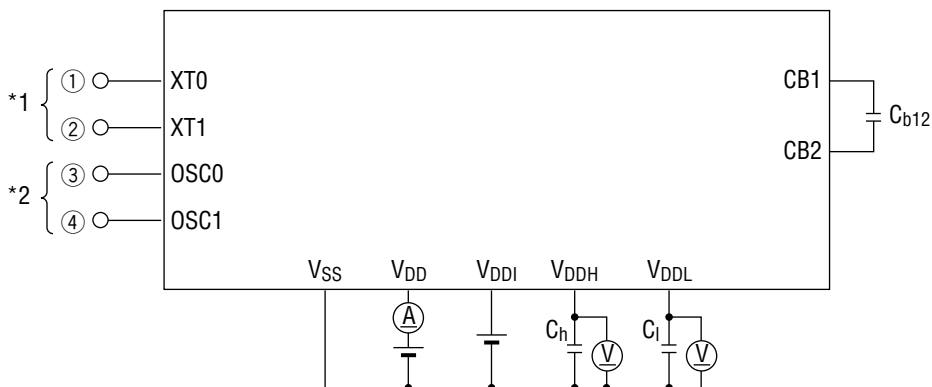 *1
① XT0
② XT1
*2
③ OSC0
④ OSC1
CB1
CB2
Cb12
VSS VDD VDDI VDDH VDDL
A
Ch V Cl V